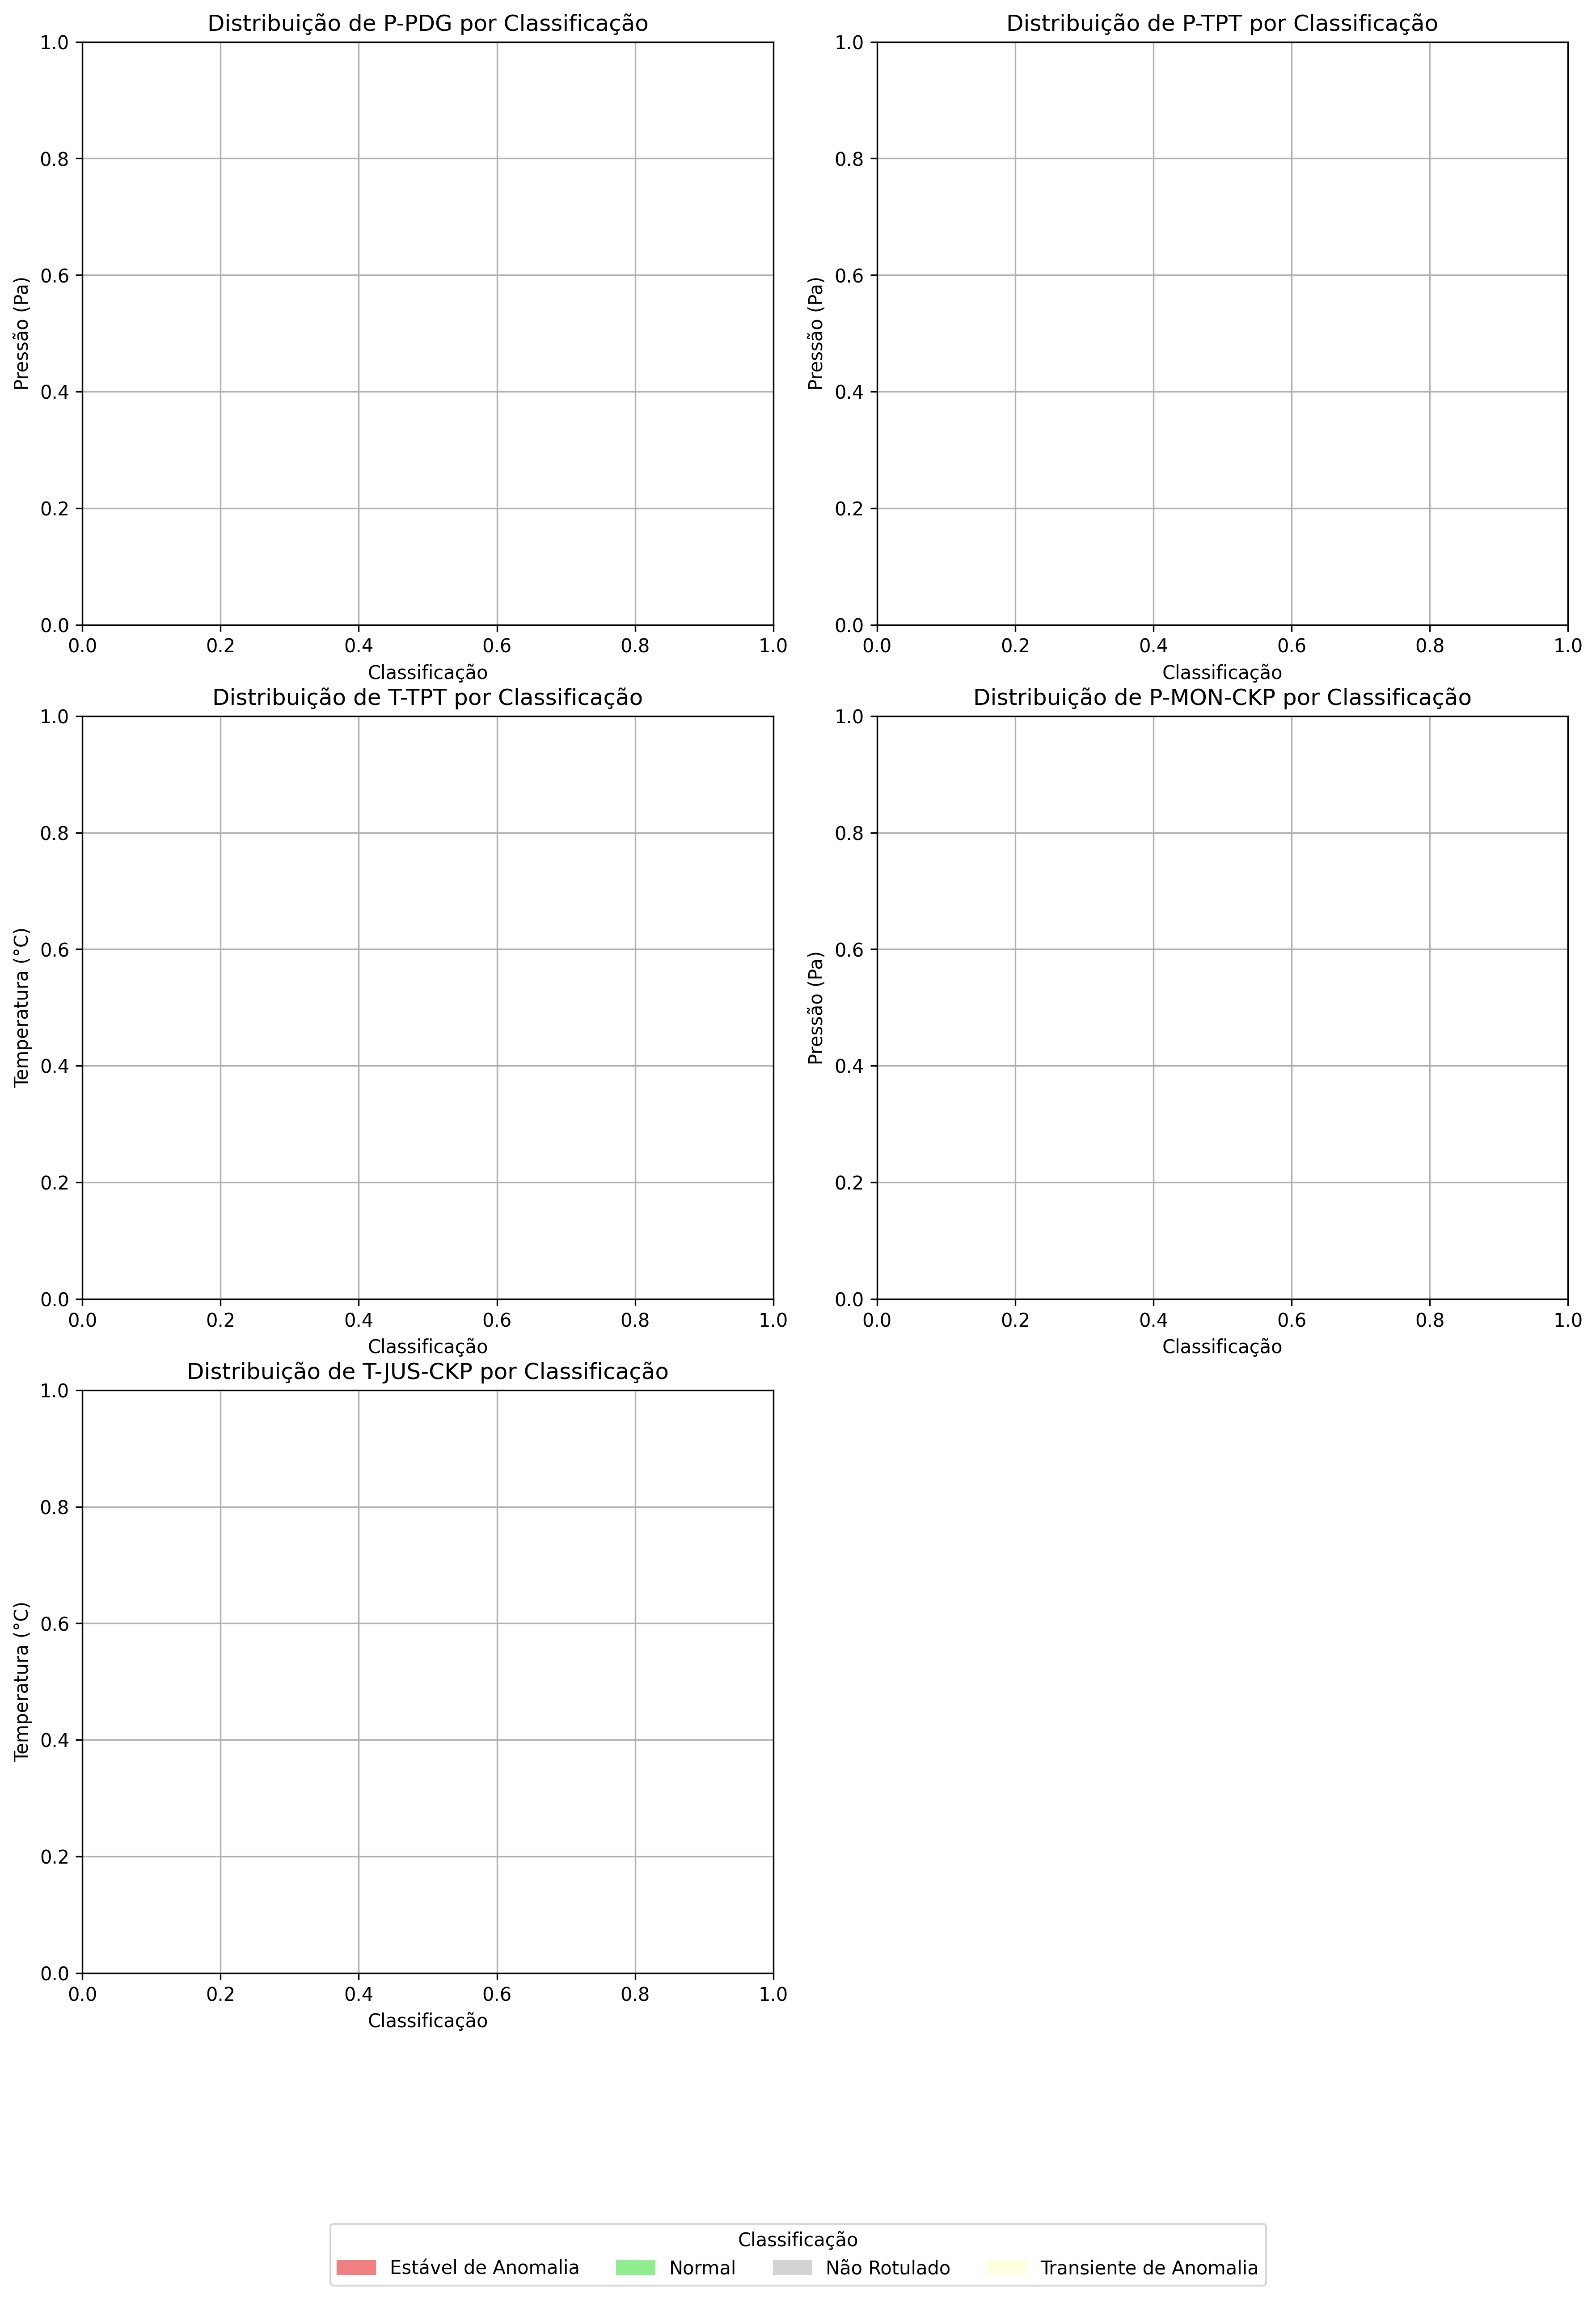 Distribuição de P-PDG por Classificação
1.0
0.8
0.6
0.4
0.2
0.0
Pressão (Pa)
0.0 0.2 0.4 0.6 0.8 1.0
Classificação
Distribuição de P-TPT por Classificação
1.0
0.8
0.6
0.4
0.2
0.0
Pressão (Pa)
0.0 0.2 0.4 0.6 0.8 1.0
Classificação
Distribuição de T-TPT por Classificação
1.0
0.8
0.6
0.4
0.2
0.0
Temperatura (°C)
0.0 0.2 0.4 0.6 0.8 1.0
Classificação
Distribuição de P-MON-CKP por Classificação
1.0
0.8
0.6
0.4
0.2
0.0
Pressão (Pa)
0.0 0.2 0.4 0.6 0.8 1.0
Classificação
Distribuição de T-JUS-CKP por Classificação
1.0
0.8
0.6
0.4
0.2
0.0
Temperatura (°C)
0.0 0.2 0.4 0.6 0.8 1.0
Classificação
Classificação
Estável de Anomalia Normal Não Rotulado Transiente de Anomalia